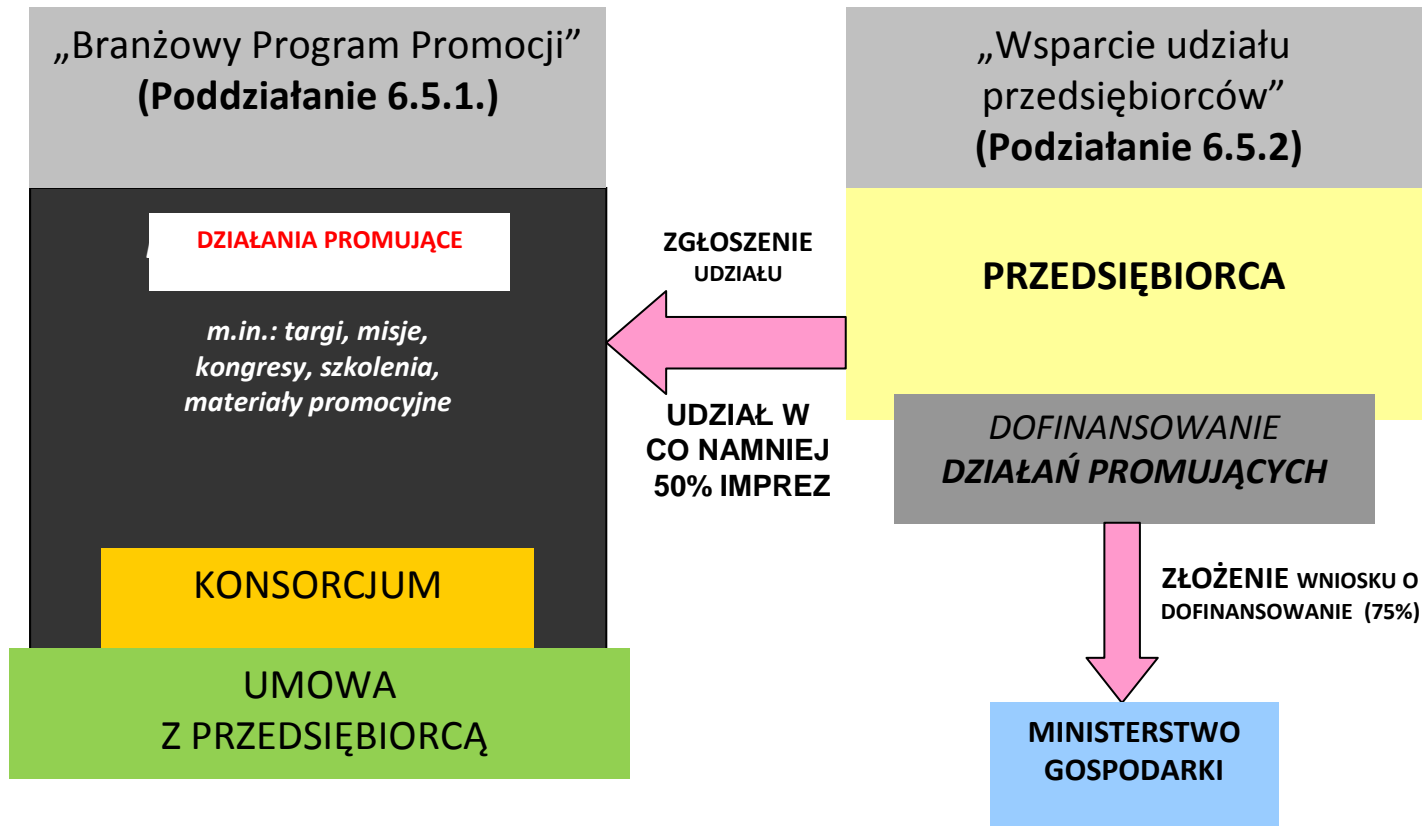 „Branżowy Program Promocji”
(Poddziałanie 6.5.1.)
DZIAŁANIA PROMUJĄCE
m.in.: targi, misje,
kongresy, szkolenia,
materiały promocyjne
KONSORCJUM
UMOWA
Z PRZEDSIĘBIORCĄ
ZGŁOSZENIE
UDZIAŁU
UDZIAŁ W
CO NAMNIEJ
50% IMPREZ
„Wsparcie udziału
przedsiębiorców”
(Podziałanie 6.5.2)
PRZEDSIĘBIORCA
DOFINANSOWANIE
DZIAŁAŃ PROMUJĄCYCH
ZŁOŻENIE WNIOSKU O
DOFINANSOWANIE (75%)
MINISTERSTWO
GOSPODARKI